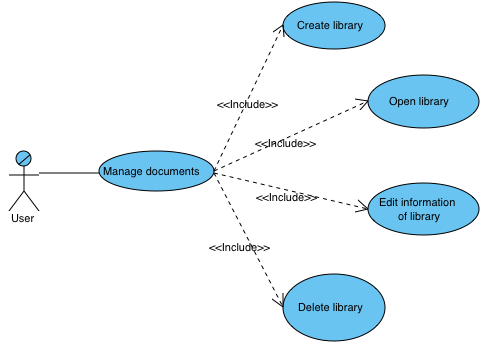 Create library
<<Include>>
Open library
<<Include>>
Manage documents
<<Include>>
Edit information
of library
User
<<Include>>
Delete library